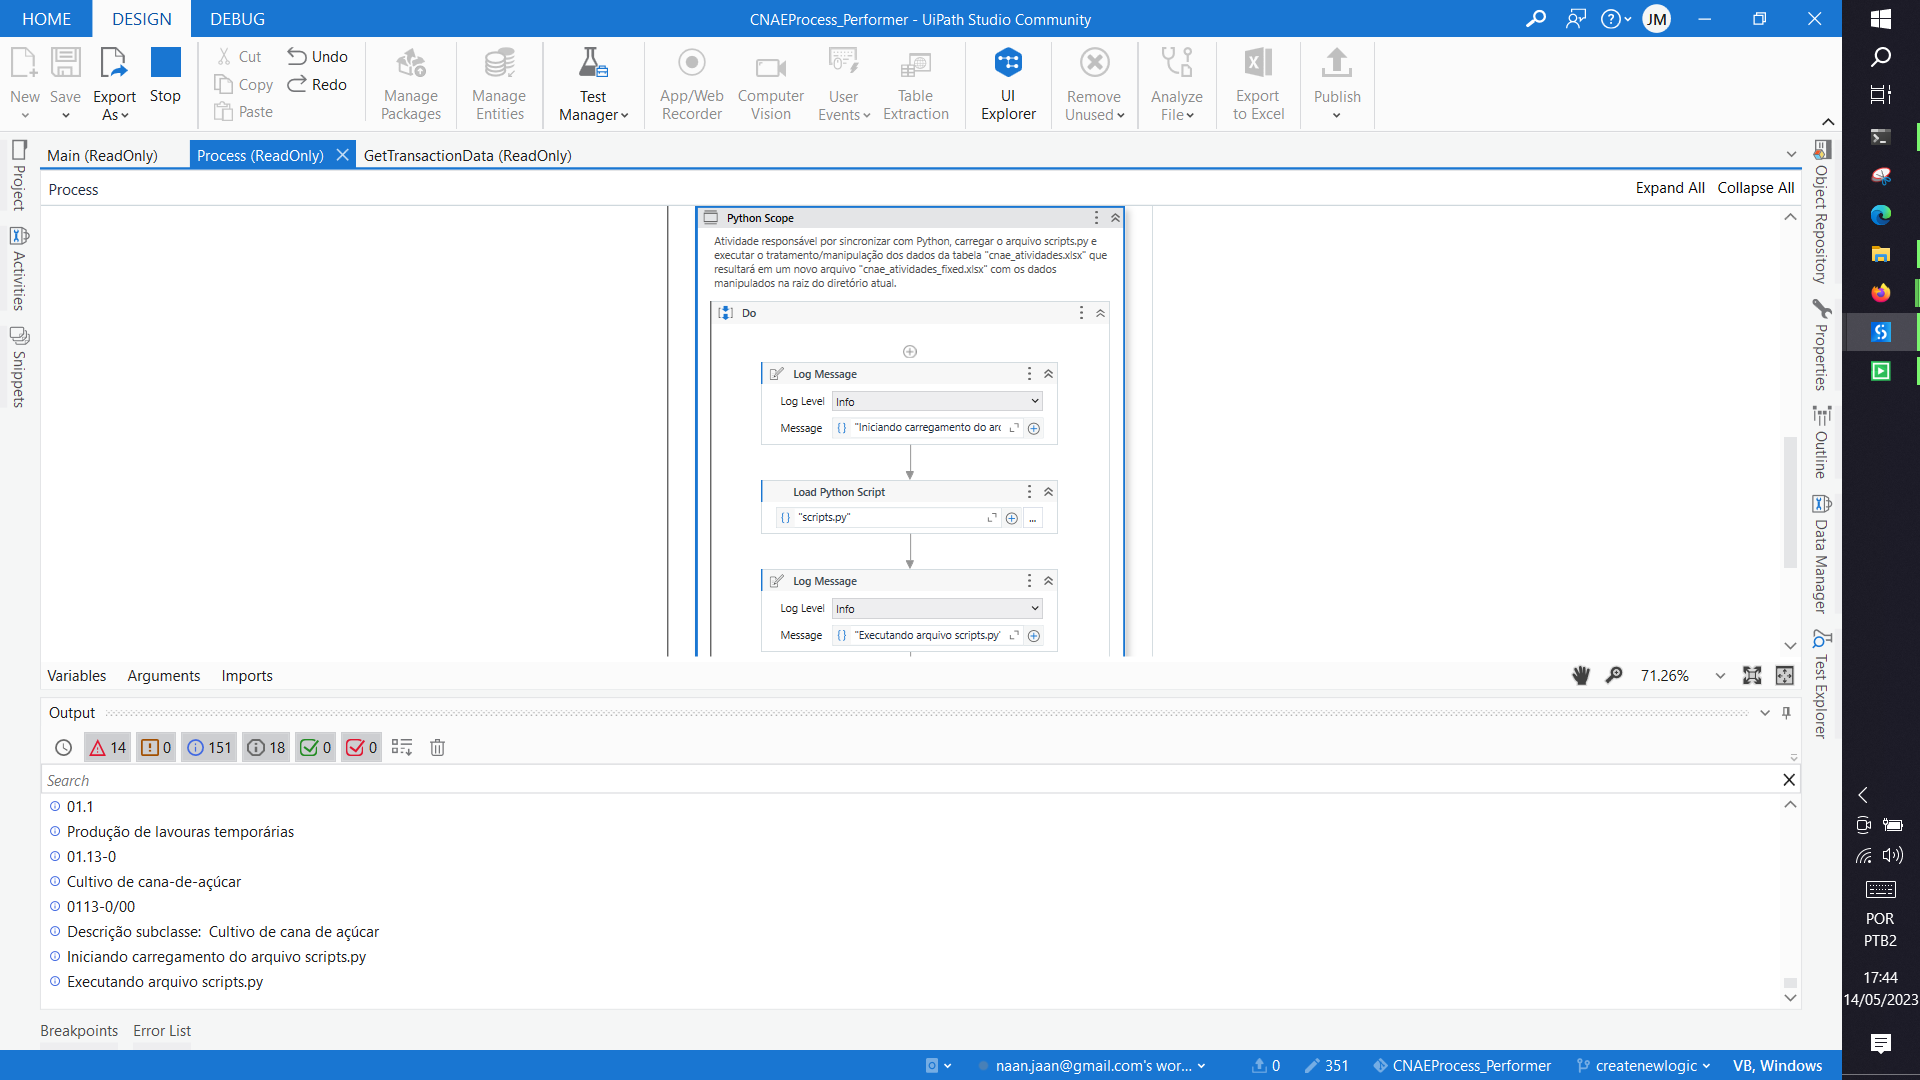 HOME DESIGN DEBUG CNAEProcess_Performer - UiPath Studio Community JM
New Save Export As Stop Cut Copy Paste Undo Redo Manage Packages Manage Entities Test Manager App/Web Recorder Computer Vision User Events Table Extraction UI Explorer Remove Unused Analyze File Export to Excel Publish
Main (ReadOnly) Process (ReadOnly) GetTransactionData (ReadOnly)
Process Expand All Collapse All
Project
Activities
Snippets
Python Scope
Atividade responsável por sincronizar com Python, carregar o arquivo scripts.py e
executar o tratamento/manipulação dos dados da tabela "cnae_atividades.xlsx" que
resultará em um novo arquivo "cnae_atividades_fixed.xlsx" com os dados
manipulados na raiz do diretório atual.
Do
Log Message
Log Level Info
Message "Iniciando carregamento do arc
Load Python Script
"scripts.py" ...
Log Message
Log Level Info
Message "Executando arquivo scripts.py"
Object Repository
Properties
Outline
Data Manager
Test Explorer
Variables Arguments Imports 71.26%
Output
14 0 151 18 0 0
Search
01.1
Produção de lavouras temporárias
01.13-0
Cultivo de cana-de-açúcar
0113-0/00
Descrição subclasse: Cultivo de cana de açúcar
Iniciando carregamento do arquivo scripts.py
Executando arquivo scripts.py
Breakpoints Error List
naan.jaan@gmail.com's wor... 0 351 CNAEProcess_Performer createnewlogic VB, Windows
POR
PTB2
17:44
14/05/2023